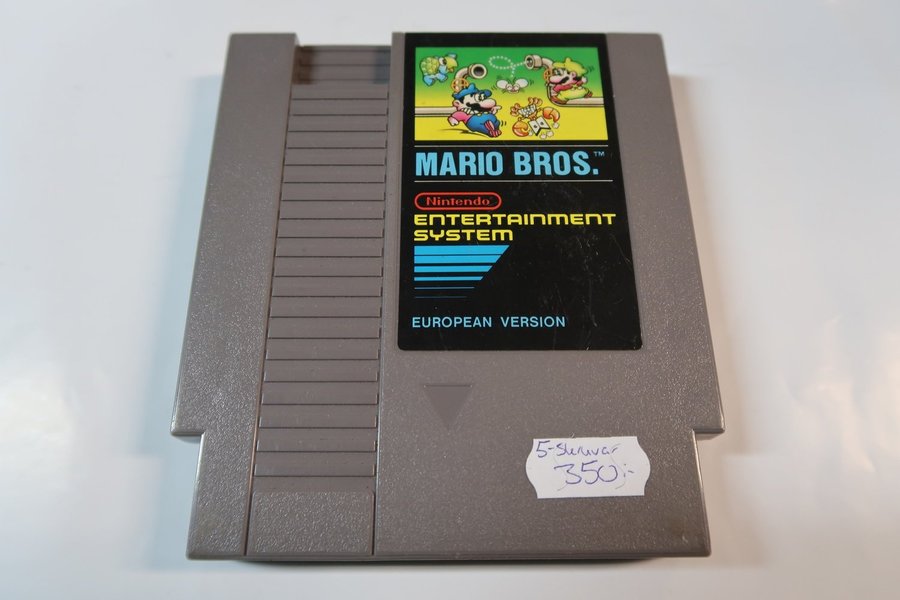 MARIO BROS.™
Nintendo
ENTERTAINMENT
SYSTEM
EUROPEAN VERSION
5-skruvar
350:-